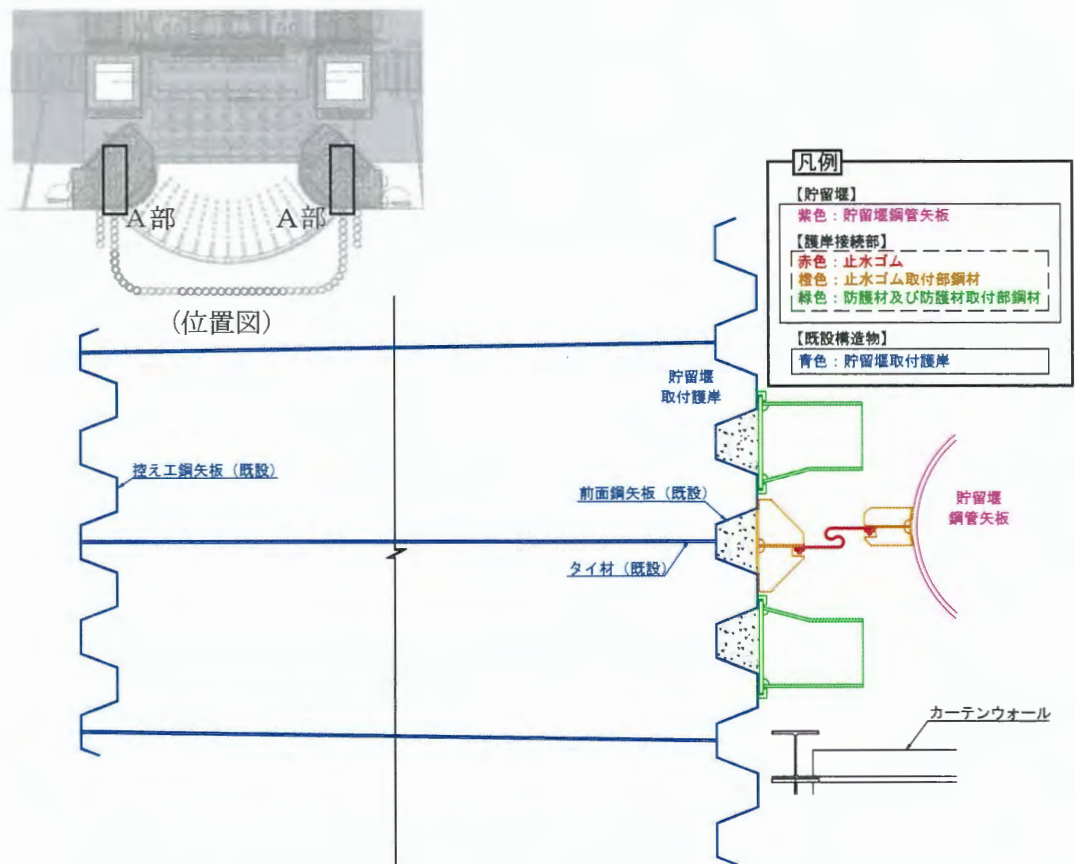 A部
A部
(位置図)
凡例
【貯留堰】
紫色：貯留堰鋼管矢板
【護岸接続部】
赤色：止水ゴム
橙色：止水ゴム取付部鋼材
緑色：防護材及び防護材取付部鋼材
【既設構造物】
青色：貯留堰取付護岸
貯留堰
取付護岸
控え工鋼矢板（既設）
前面鋼矢板（既設）
貯留堰
鋼管矢板
タイ材（既設）
カーテンウォール